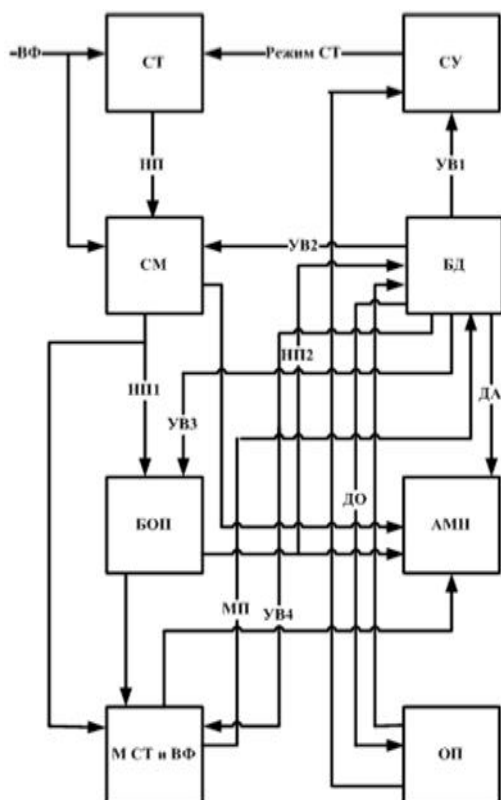 ВФ
СТ
Режим СТ
СУ
НП
УВ1
СМ
УВ2
БД
НП1
УВ3
НП2
ДА
БОП
ДО
АМН
МП
УВ4
М СТ и ВФ
ОП